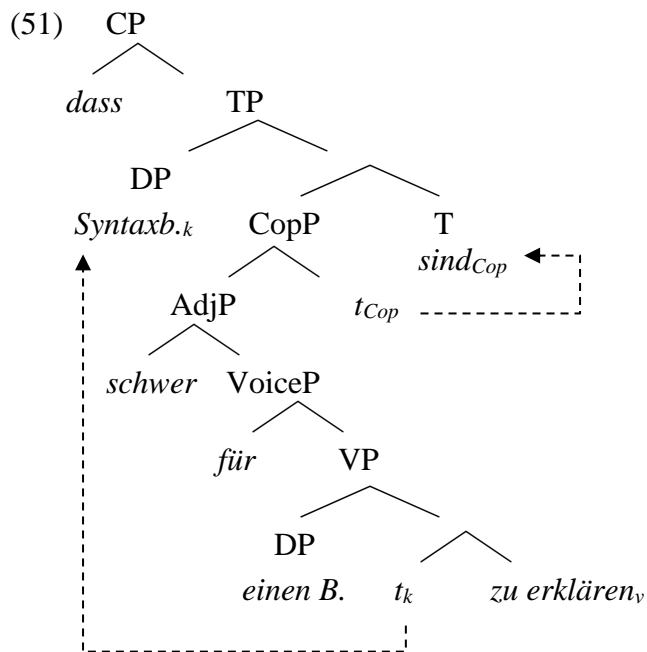 (51) CP
dass TP
DP
Syntaxb.k CopP T
sindCop
AdjP tCop
schwer VoiceP
für VP
DP
einen B. tk zu erklärenv